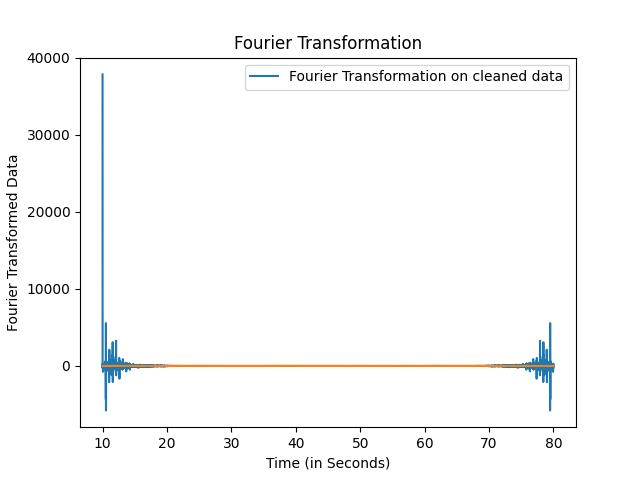 Fourier Transformation
Fourier Transformation on cleaned data
Fourier Transformed Data
40000
30000
20000
10000
0
10 20 30 40 50 60 70 80
Time (in Seconds)